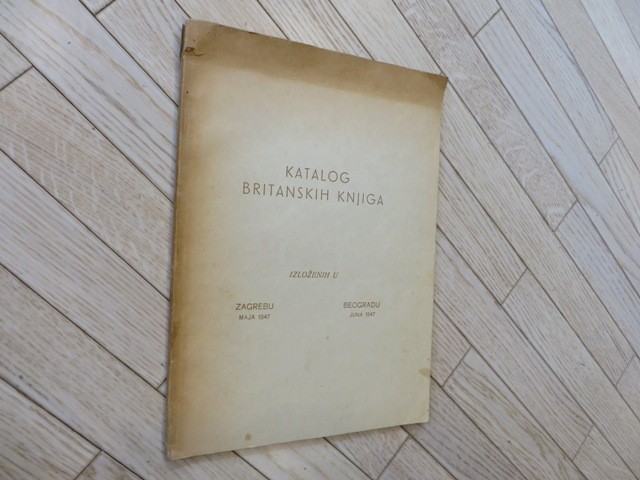 KATALOG
BRITANSKIH KNJIGA
IZLOŽENIH U
ZAGREBU
MAJA 1947
BEOGRADU
JUNA 1947